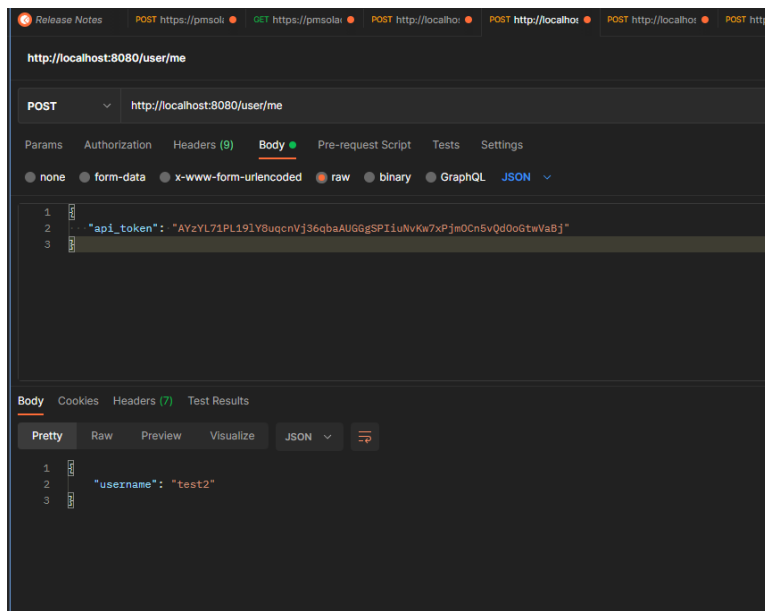 Release Notes POST https://pmsola GET https://pmsolac POST http://localhos POST http://localhos POST http://localhos POST htt
http://localhost:8080/user/me
POST http://localhost:8080/user/me
Params Authorization Headers (9) Body Pre-request Script Tests Settings
none form-data x-www-form-urlencoded raw binary GraphQL JSON
1 {
2 "api_token": "AYzYL71PL19lY8uqcnVj36qbaAUGGgSPIiuNvKw7xPjmOCn5vQd0oGtwVaBj"
3 }
Body Cookies Headers (7) Test Results
Pretty Raw Preview Visualize JSON
1 {
2 "username": "test2"
3 }